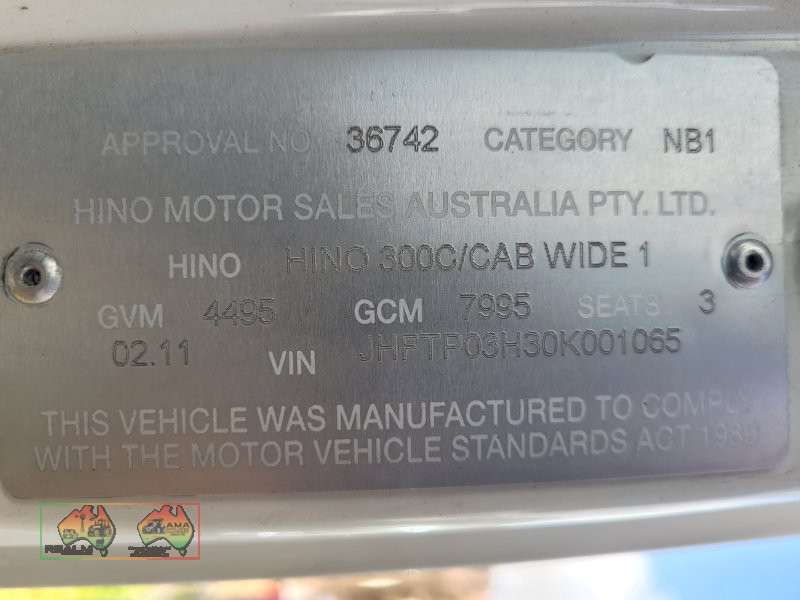 APPROVAL NO. 36742 CATEGORY NB1
HINO MOTOR SALES AUSTRALIA PTY. LTD.
HINO HINO 300C/CAB WIDE 1
GVM 4495 GCM 7995 SEATS 3
02.11 VIN JHFTP03H30K001065
THIS VEHICLE WAS MANUFACTURED TO COMPLY
WITH THE MOTOR VEHICLE STANDARDS ACT 1989
REALM AMA